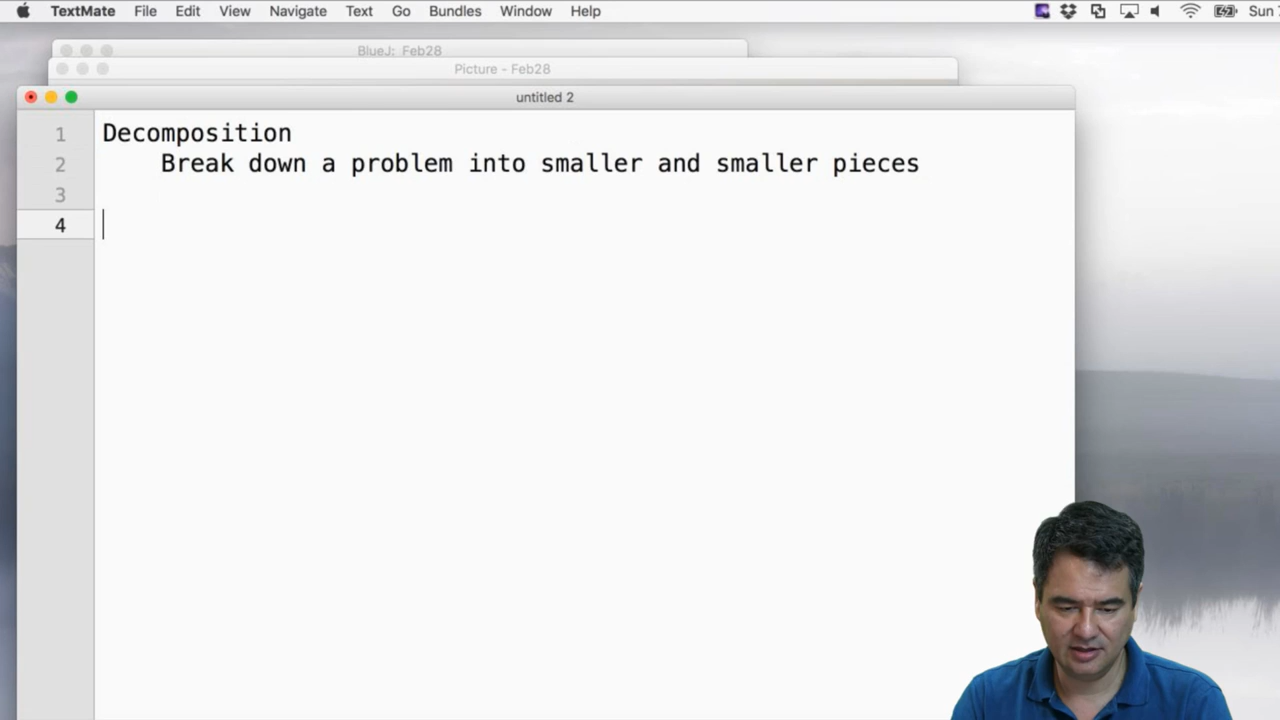 TextMate File Edit View Navigate Text Go Bundles Window Help Sun
BlueJ: Feb28
Picture - Feb28
untitled 2
1 Decomposition
2 Break down a problem into smaller and smaller pieces
3
4